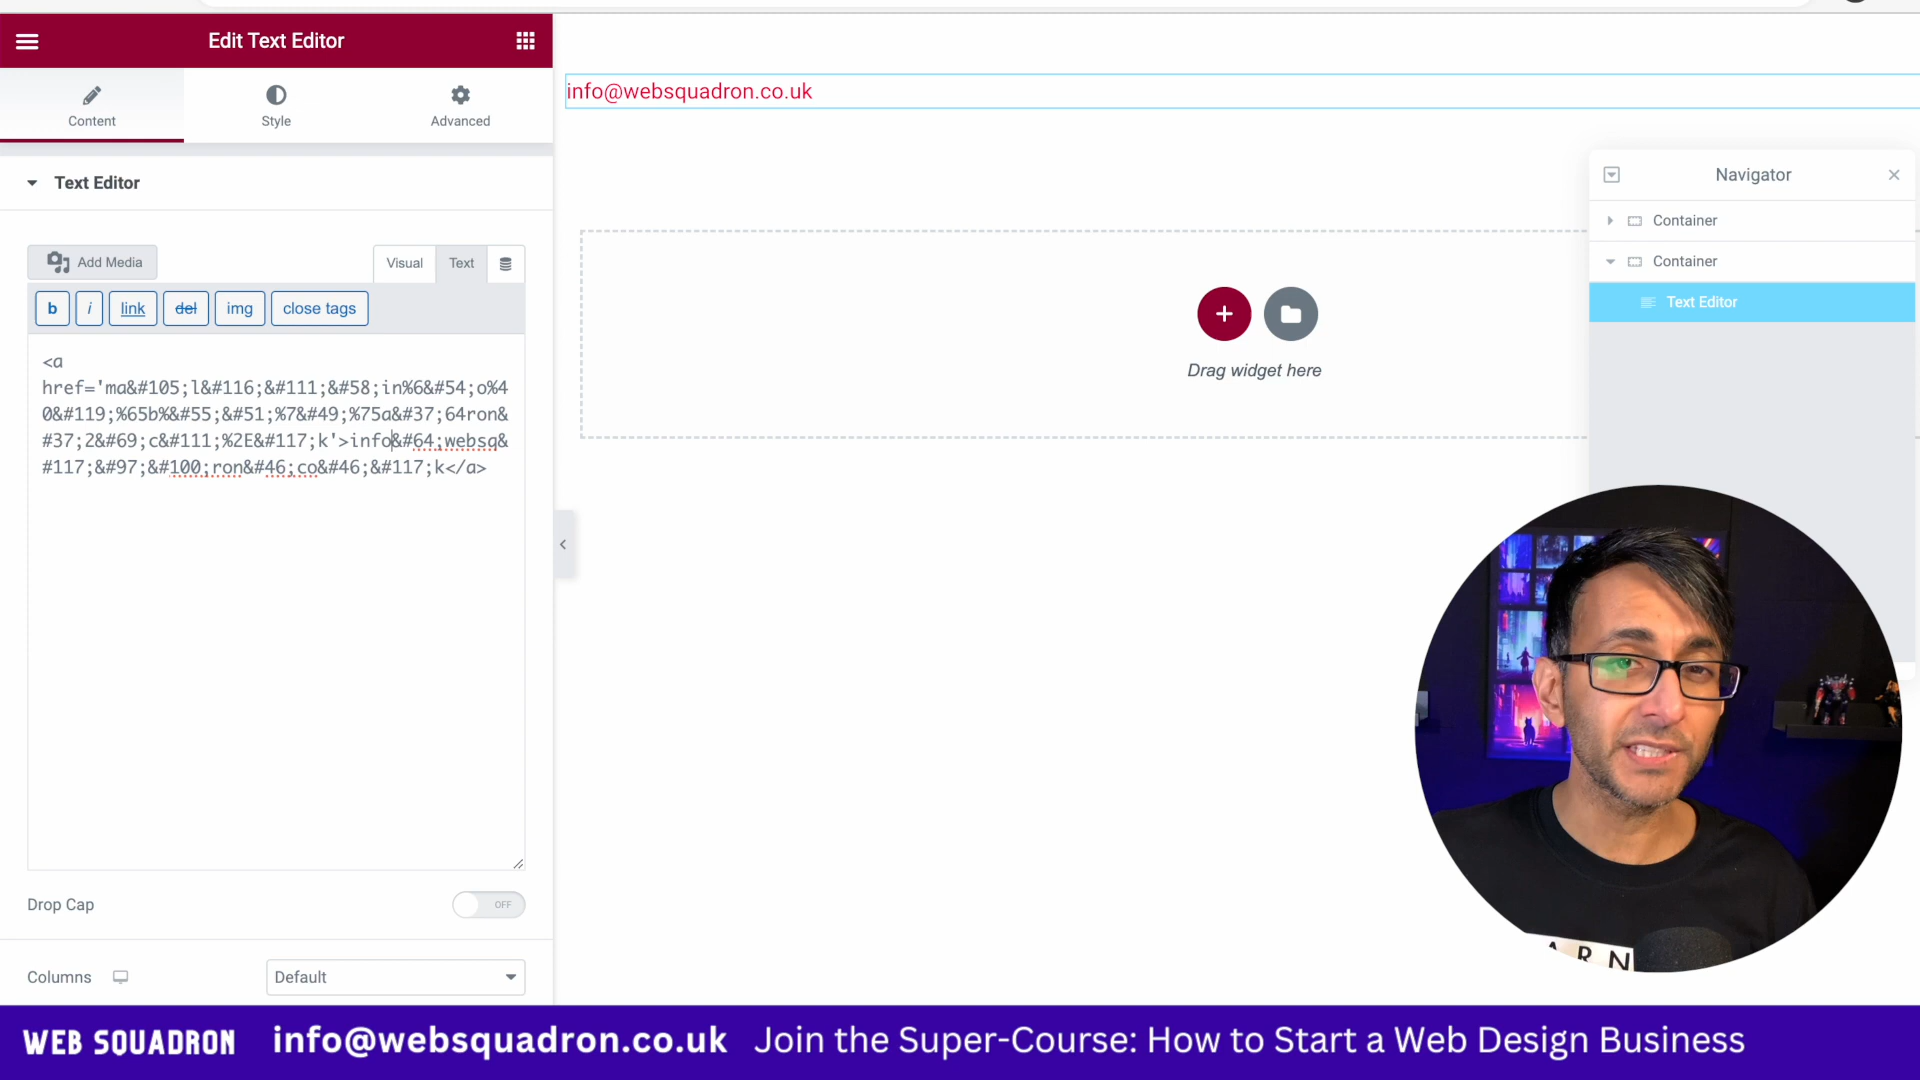 Edit Text Editor
Content
Style
Advanced
Text Editor
Add Media
Visual
Text
b
i
link
del
img
close tags
<a
href='ma&#105;l&#116;&#111;&#58;in%6&#54;o%4
0&#119;%65b%&#55;&#51;%7&#49;%75a&#37;64ron&
#37;2&#69;c&#111;%2E&#117;k'>info&#64;websq&
#117;&#97;&#100;ron&#46;co&#46;&#117;k</a>
Drop Cap
OFF
Columns
Default
info@websquadron.co.uk
Drag widget here
Navigator
Container
Container
Text Editor
ARN
WEB SQUADRON
info@websquadron.co.uk
Join the Super-Course: How to Start a Web Design Business